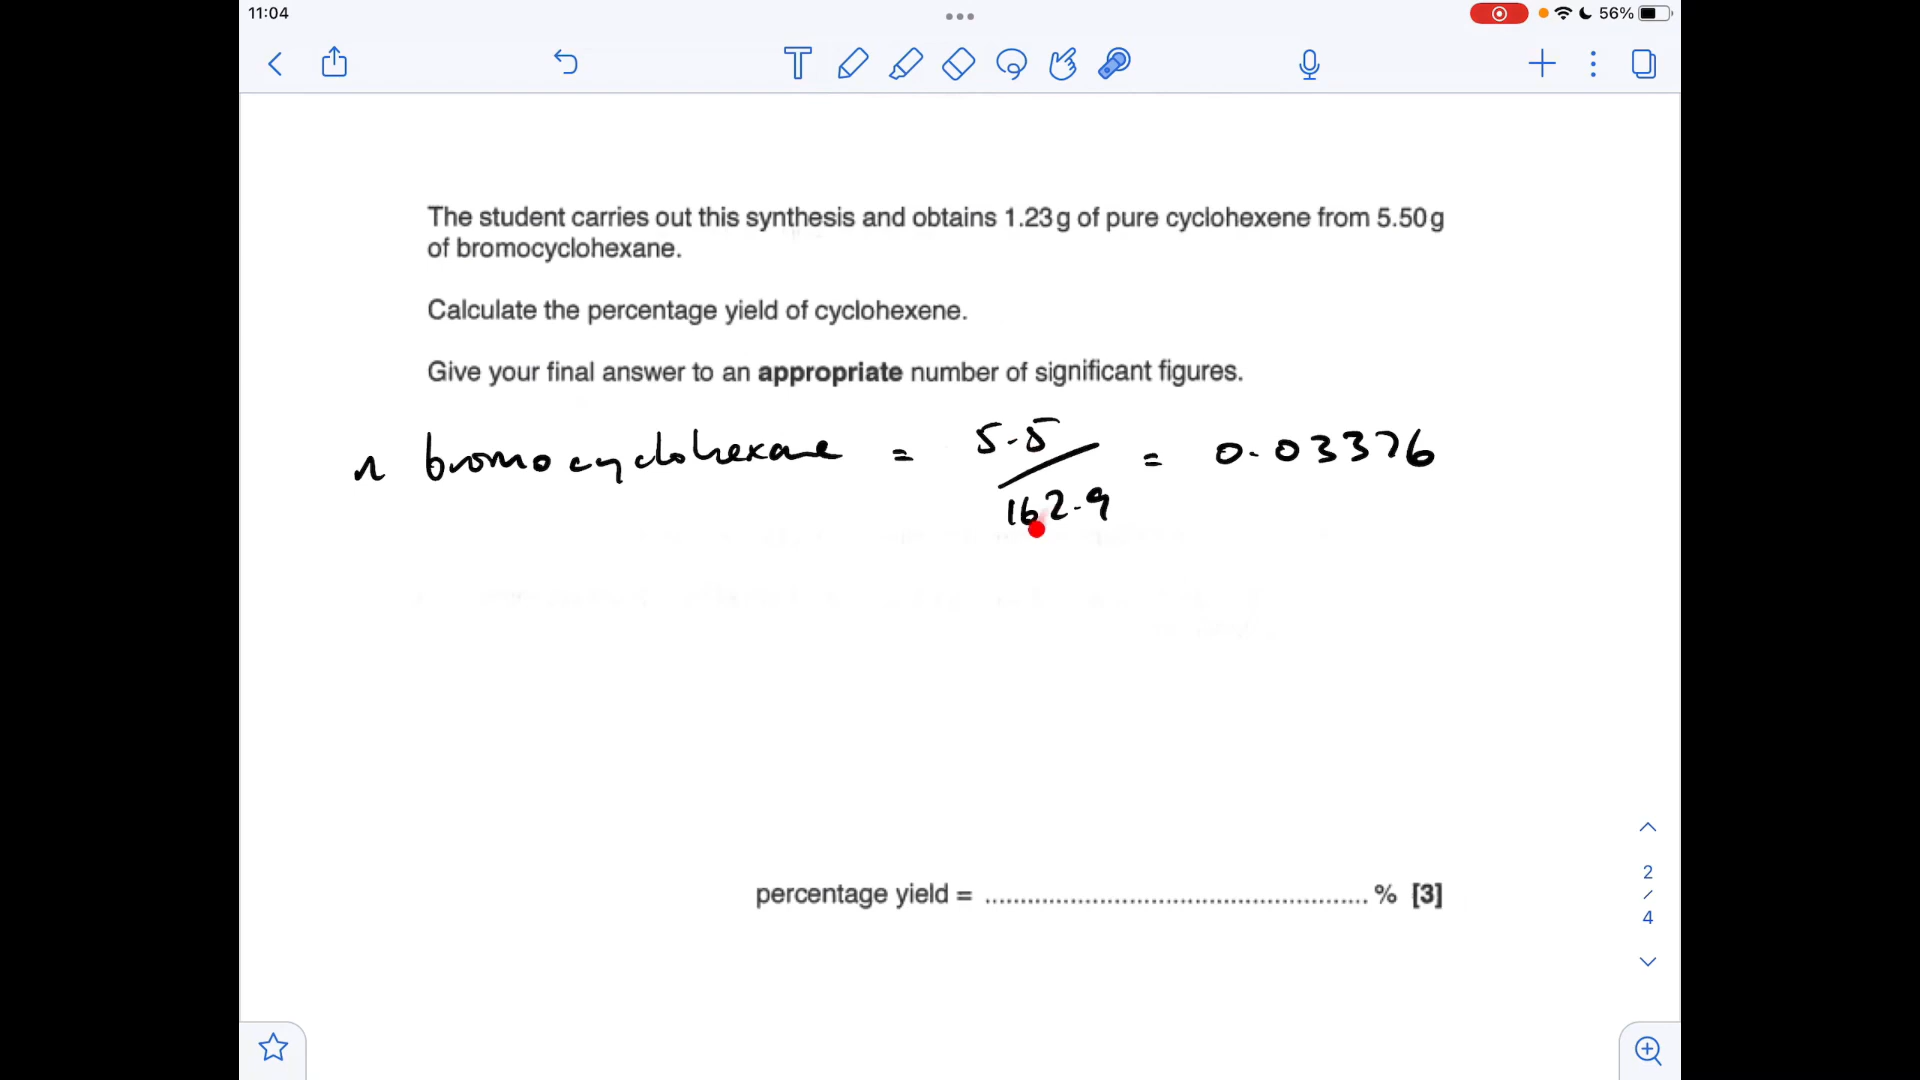 11:04
56%
T
The student carries out this synthesis and obtains 1.23 g of pure cyclohexene from 5.50 g
of bromocyclohexane.
Calculate the percentage yield of cyclohexene.
Give your final answer to an appropriate number of significant figures.
n bromocyclohexane = 5.5 / 162.9 = 0.03376
percentage yield = .................................................... % [3]
2
/
4